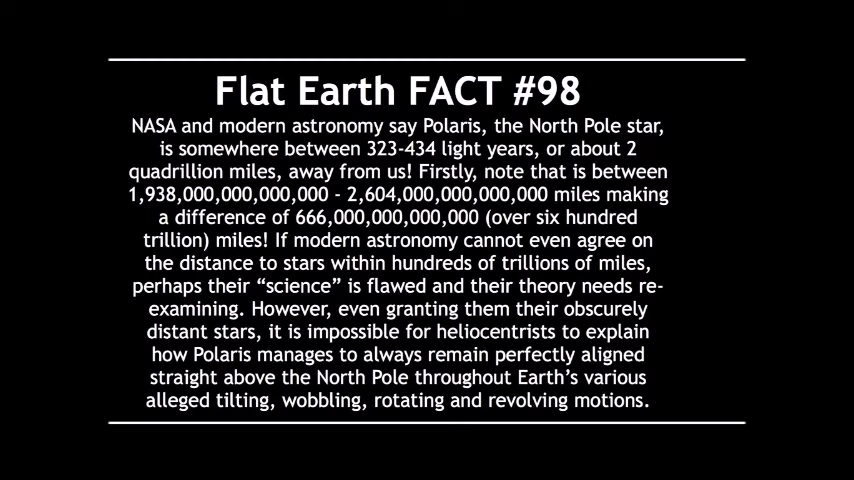 Flat Earth FACT #98
NASA and modern astronomy say Polaris, the North Pole star,
is somewhere between 323-434 light years, or about 2
quadrillion miles, away from us! Firstly, note that is between
1,938,000,000,000,000 - 2,604,000,000,000,000 miles making
a difference of 666,000,000,000,000 (over six hundred
trillion) miles! If modern astronomy cannot even agree on
the distance to stars within hundreds of trillions of miles,
perhaps their “science” is flawed and their theory needs re-
examining. However, even granting them their obscurely
distant stars, it is impossible for heliocentrists to explain
how Polaris manages to always remain perfectly aligned
straight above the North Pole throughout Earth’s various
alleged tilting, wobbling, rotating and revolving motions.